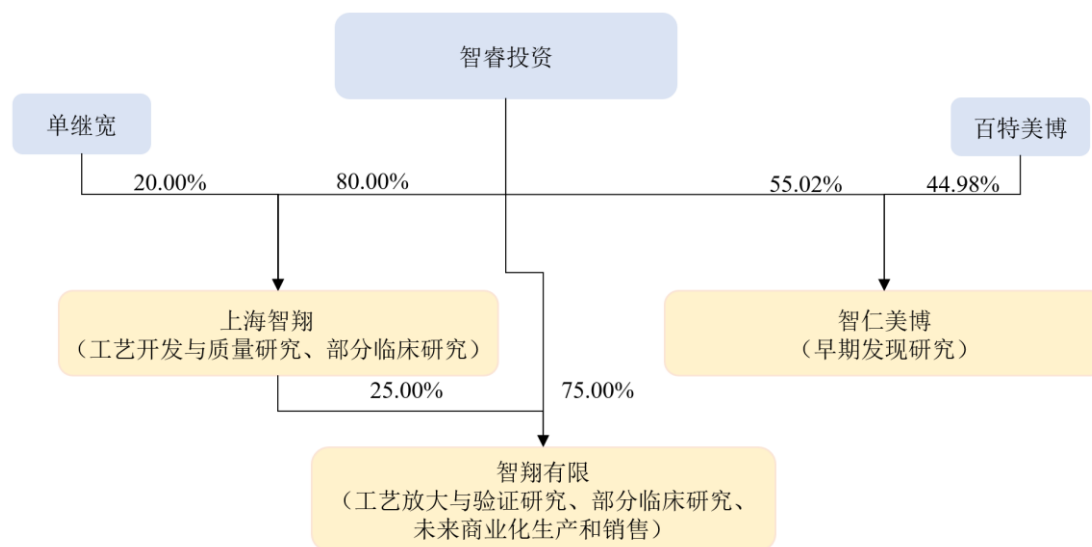 智睿投资
单继宽
百特美博
20.00%
80.00%
55.02%
44.98%
上海智翔
（工艺开发与质量研究、部分临床研究）
智仁美博
（早期发现研究）
25.00%
75.00%
智翔有限
（工艺放大与验证研究、部分临床研究、
未来商业化生产和销售）